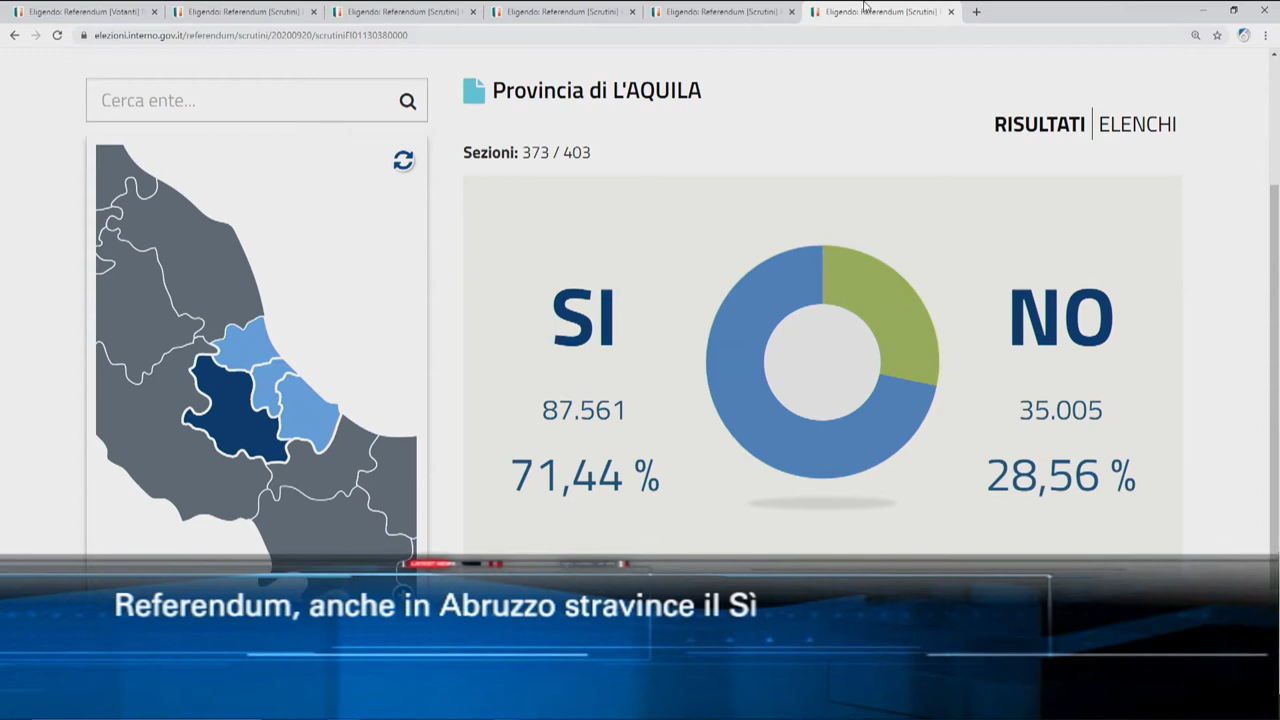 Eligendo: Referendum [Votanti]
Eligendo: Referendum [Scrutini]
Eligendo: Referendum [Scrutini]
Eligendo: Referendum [Scrutini]
Eligendo: Referendum [Scrutini]
Eligendo: Referendum [Scrutini]
elezioni.interno.gov.it/referendum/scrutini/20200920/scrutiniFI01130380000
Cerca ente...
Provincia di L'AQUILA
RISULTATI ELENCHI
Sezioni: 373 / 403
SI
87.561
71,44 %
NO
35.005
28,56 %
LATEST NEWS
Referendum, anche in Abruzzo stravince il Sì